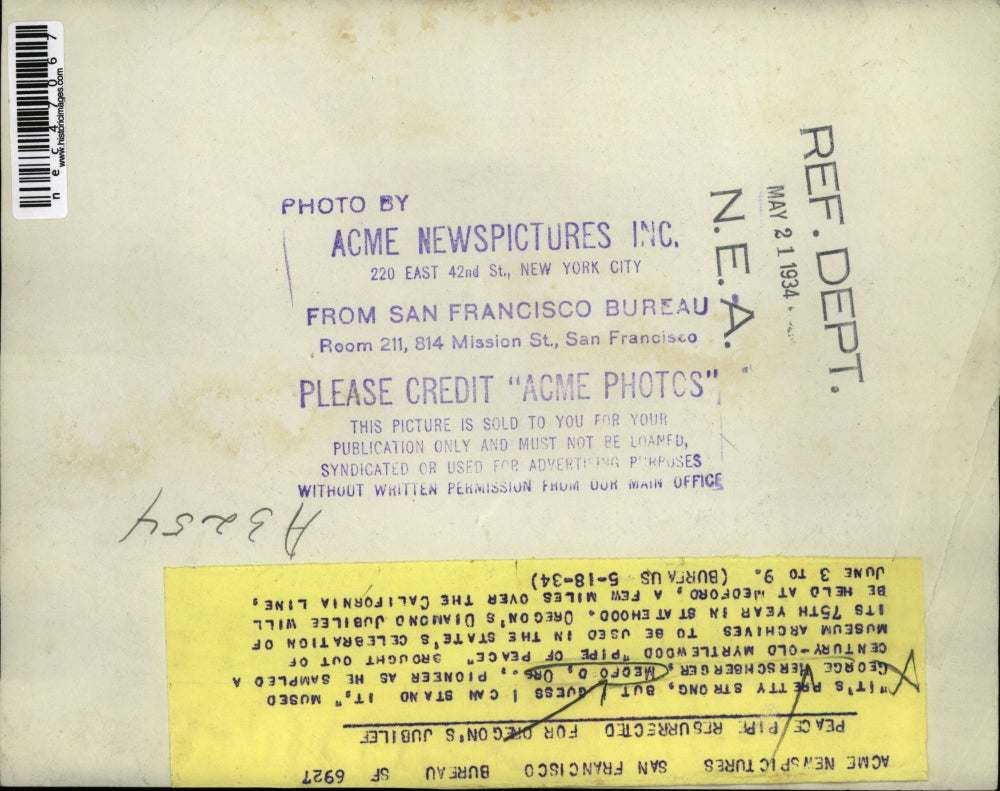 nec47067
www.historicimages.com
PHOTO BY
ACME NEWSPICTURES INC.
220 EAST 42nd St., NEW YORK CITY
FROM SAN FRANCISCO BUREAU
Room 211, 814 Mission St., San Francisco
PLEASE CREDIT "ACME PHOTOS"
THIS PICTURE IS SOLD TO YOU FOR YOUR
PUBLICATION ONLY AND MUST NOT BE LOANED,
SYNDICATED OR USED FOR ADVERTISING PURPOSES
WITHOUT WRITTEN PERMISSION FROM OUR MAIN OFFICE
REF. DEPT.
MAY 21 1934
N.E.A.
A3254
ACME NEWSPICTURES SAN FRANCISCO BUREAU SF 6927
PEACE PIPE RESURRECTED FOR OREGON'S JUBILEE
"IT'S PRETTY STRONG, BUT I GUESS I CAN STAND IT," MUSED
GEORGE HERSCHBERGER, MEDFORD, ORE., PIONEER AS HE SAMPLED A
CENTURY-OLD MYRTLEWOOD "PIPE OF PEACE" BROUGHT OUT OF
MUSEUM ARCHIVES TO BE USED IN THE STATE'S CELEBRATION OF
ITS 75TH YEAR IN STATEHOOD. OREGON'S DIAMOND JUBILEE WILL
BE HELD AT MEDFORD, A FEW MILES OVER THE CALIFORNIA LINE,
JUNE 3 TO 9. (BUREAUS 5-18-34)